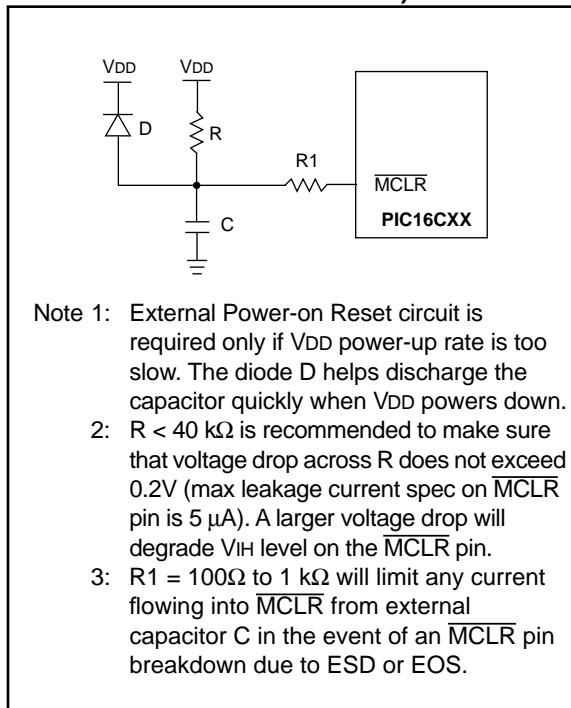 VDD VDD
D
R
R1
MCLR
C
PIC16CXX
Note 1: External Power-on Reset circuit is
required only if VDD power-up rate is too
slow. The diode D helps discharge the
capacitor quickly when VDD powers down.
2: R < 40 kΩ is recommended to make sure
that voltage drop across R does not exceed
0.2V (max leakage current spec on MCLR
pin is 5 μA). A larger voltage drop will
degrade VIH level on the MCLR pin.
3: R1 = 100Ω to 1 kΩ will limit any current
flowing into MCLR from external
capacitor C in the event of an MCLR pin
breakdown due to ESD or EOS.